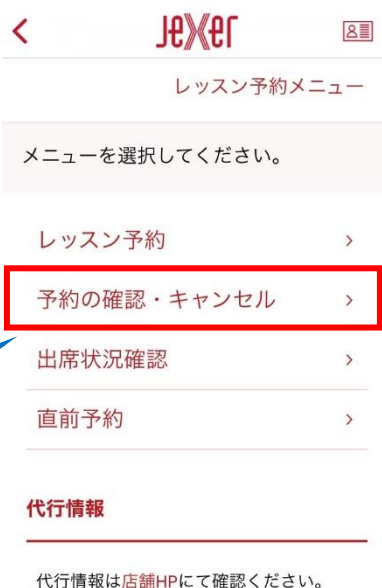 Jexer
レッスン予約メニュー
メニューを選択してください。
レッスン予約
予約の確認・キャンセル
出席状況確認
直前予約
代行情報
代行情報は店舗HPにて確認ください。